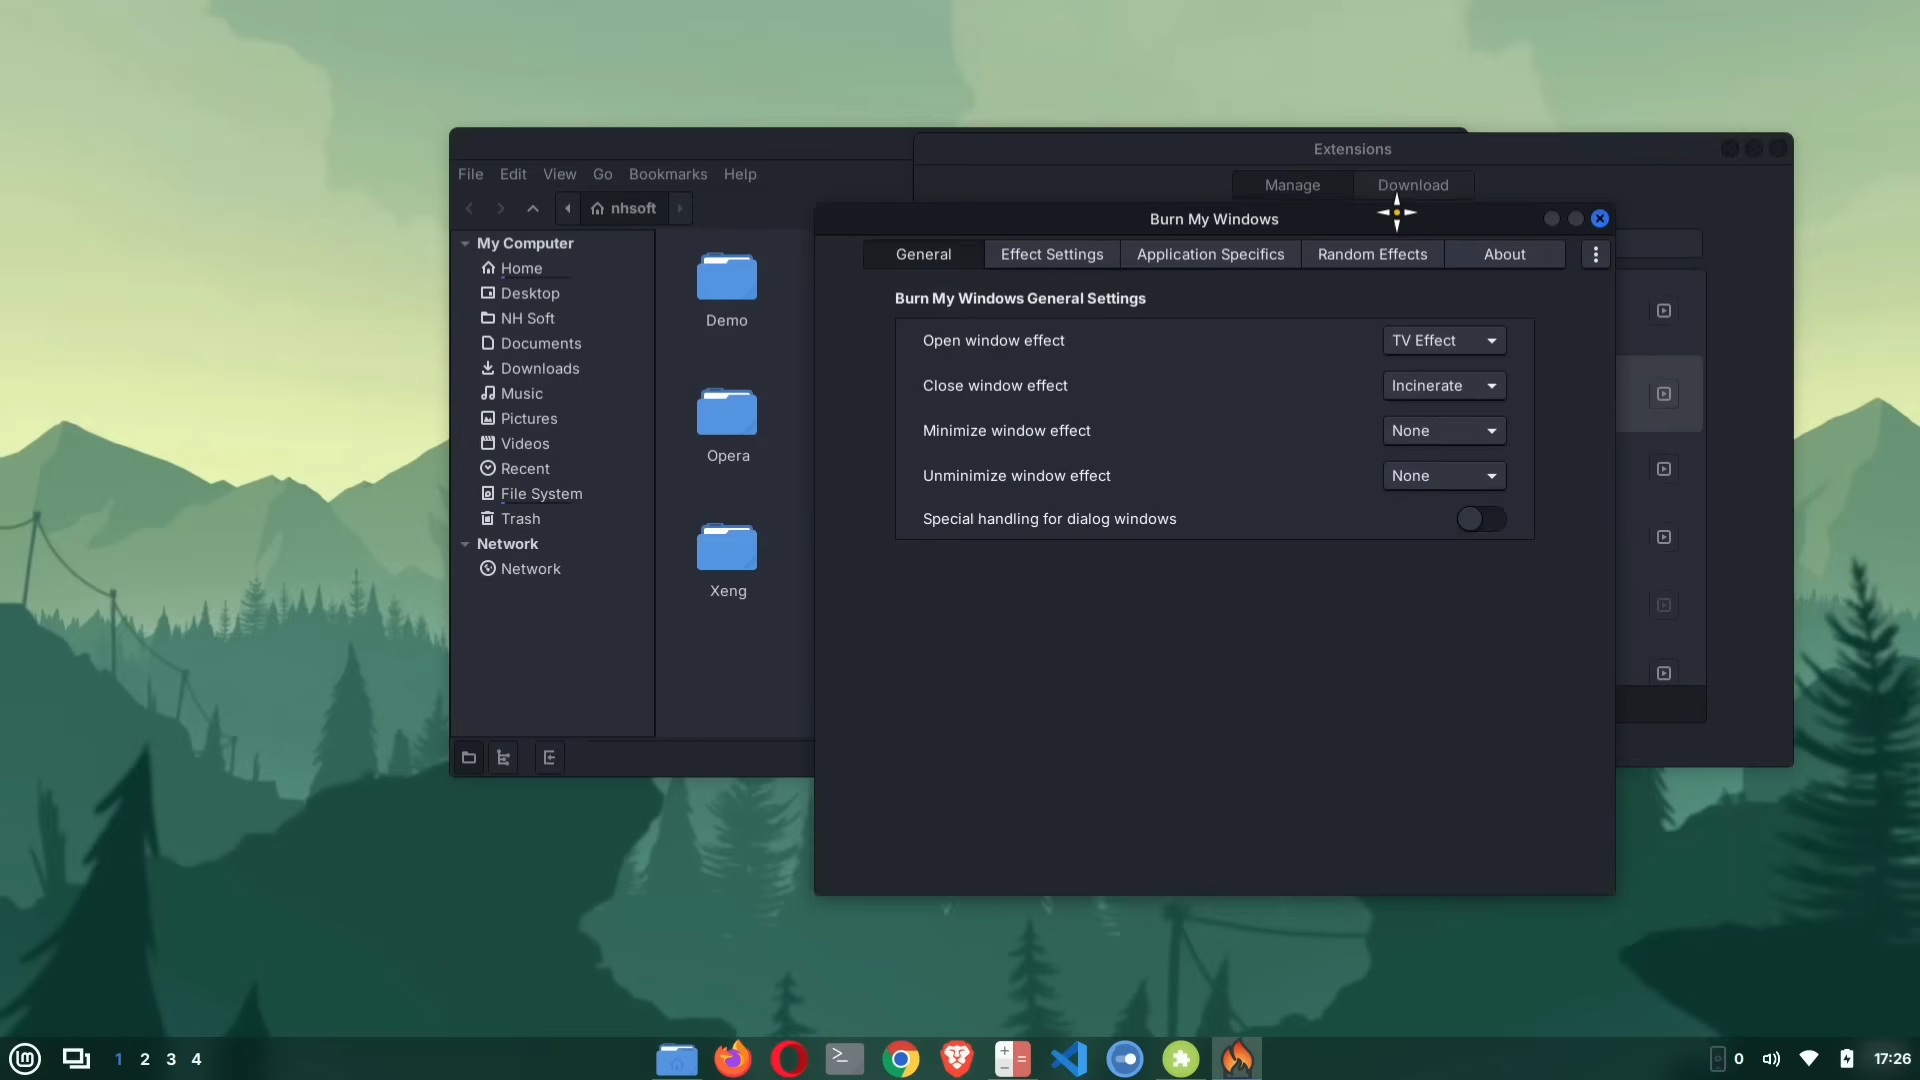 Extensions
Manage Download
File Edit View Go Bookmarks Help
nhsoft
My Computer
Home
Desktop
NH Soft
Documents
Downloads
Music
Pictures
Videos
Recent
File System
Trash
Network
Network
Demo
Opera
Xeng
Burn My Windows
General Effect Settings Application Specifics Random Effects About
Burn My Windows General Settings
Open window effect TV Effect
Close window effect Incinerate
Minimize window effect None
Unminimize window effect None
Special handling for dialog windows
1 2 3 4
0 17:26